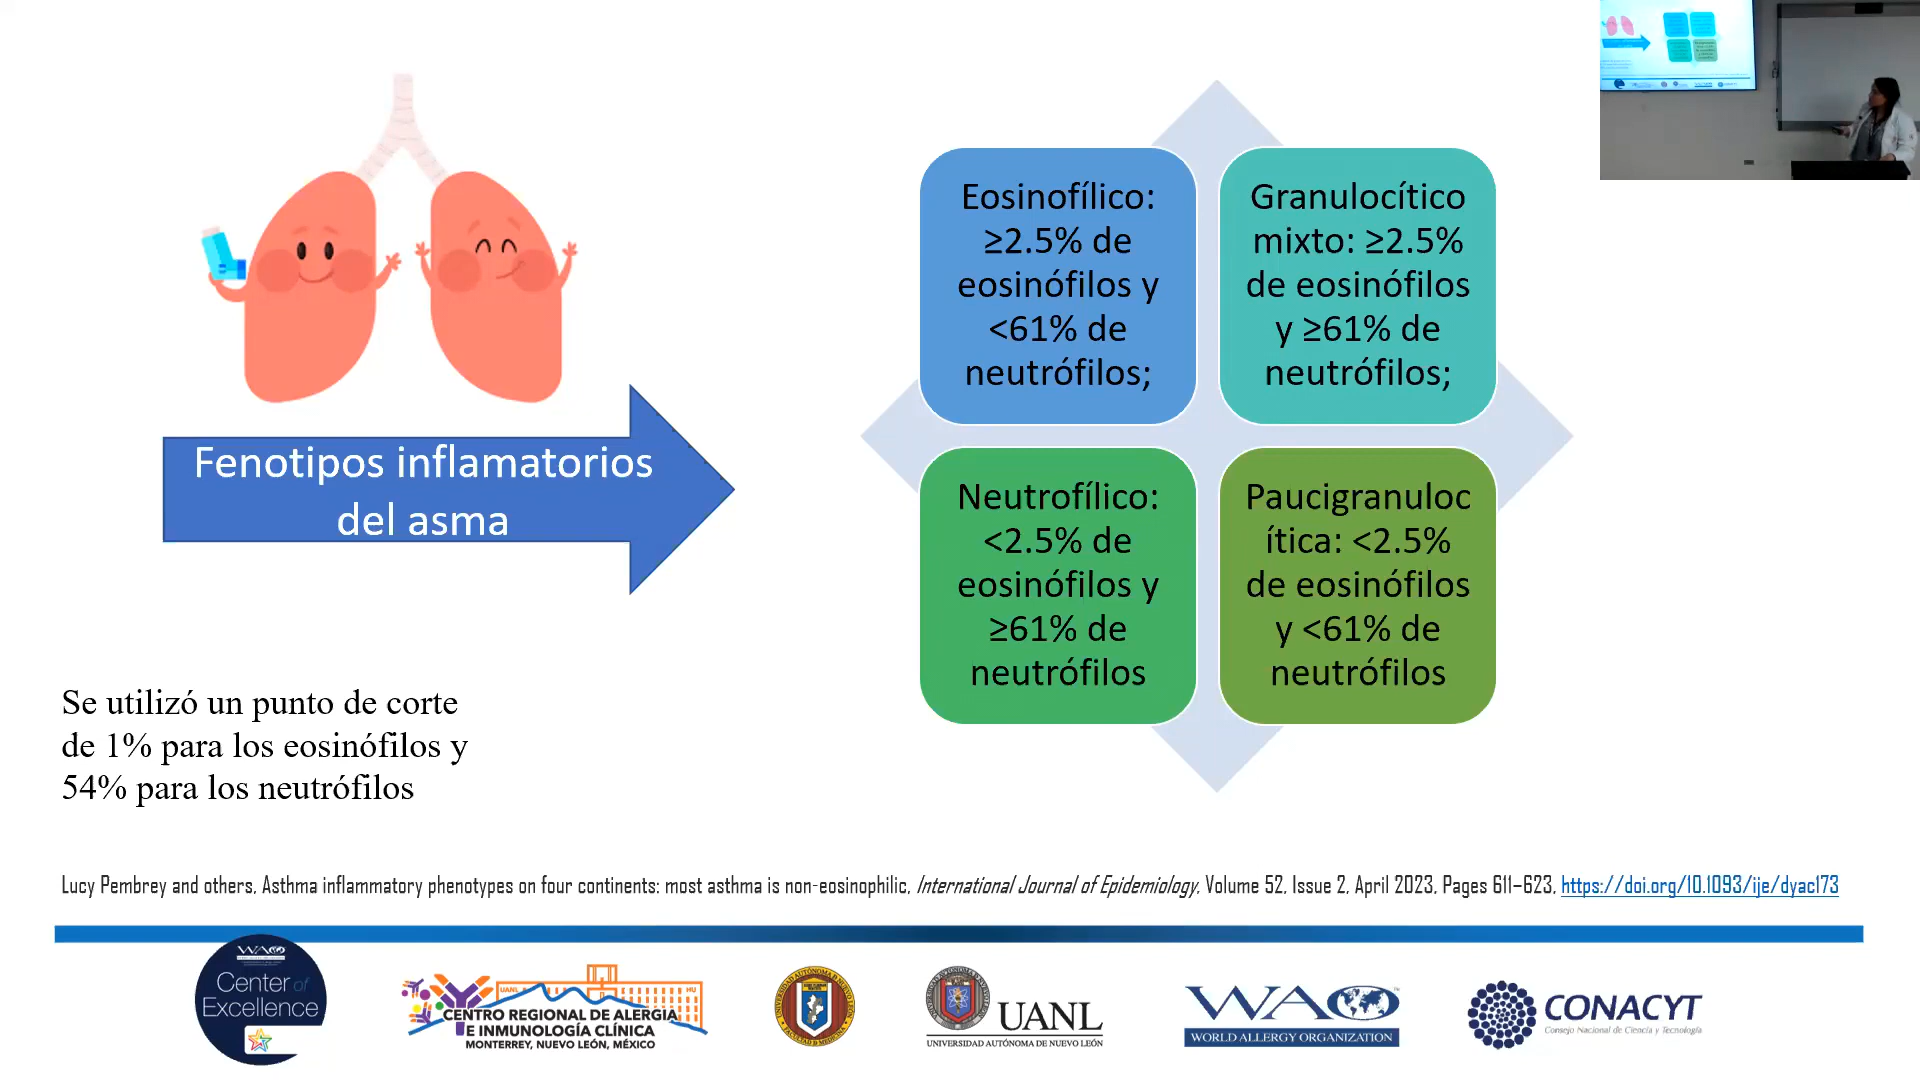 Fenotipos inflamatorios
del asma
Eosinofílico:
≥2.5% de
eosinófilos y
<61% de
neutrófilos;
Granulocítico
mixto: ≥2.5%
de eosinófilos
y ≥61% de
neutrófilos;
Neutrofílico:
<2.5% de
eosinófilos y
≥61% de
neutrófilos
Paucigranuloc
ítica: <2.5%
de eosinófilos
y <61% de
neutrófilos
Se utilizó un punto de corte
de 1% para los eosinófilos y
54% para los neutrófilos
Lucy Pembrey and others, Asthma inflammatory phenotypes on four continents: most asthma is non-eosinophilic, International Journal of Epidemiology, Volume 52, Issue 2, April 2023, Pages 611–623, https://doi.org/10.1093/ije/dyac173
WAO
Center of
Excellence
UANL
HU
CENTRO REGIONAL DE ALERGIA
E INMUNOLOGÍA CLÍNICA
MONTERREY, NUEVO LEÓN, MÉXICO
UANL
UNIVERSIDAD AUTÓNOMA DE NUEVO LEÓN
WAO
WORLD ALLERGY ORGANIZATION
CONACYT
Consejo Nacional de Ciencia y Tecnología